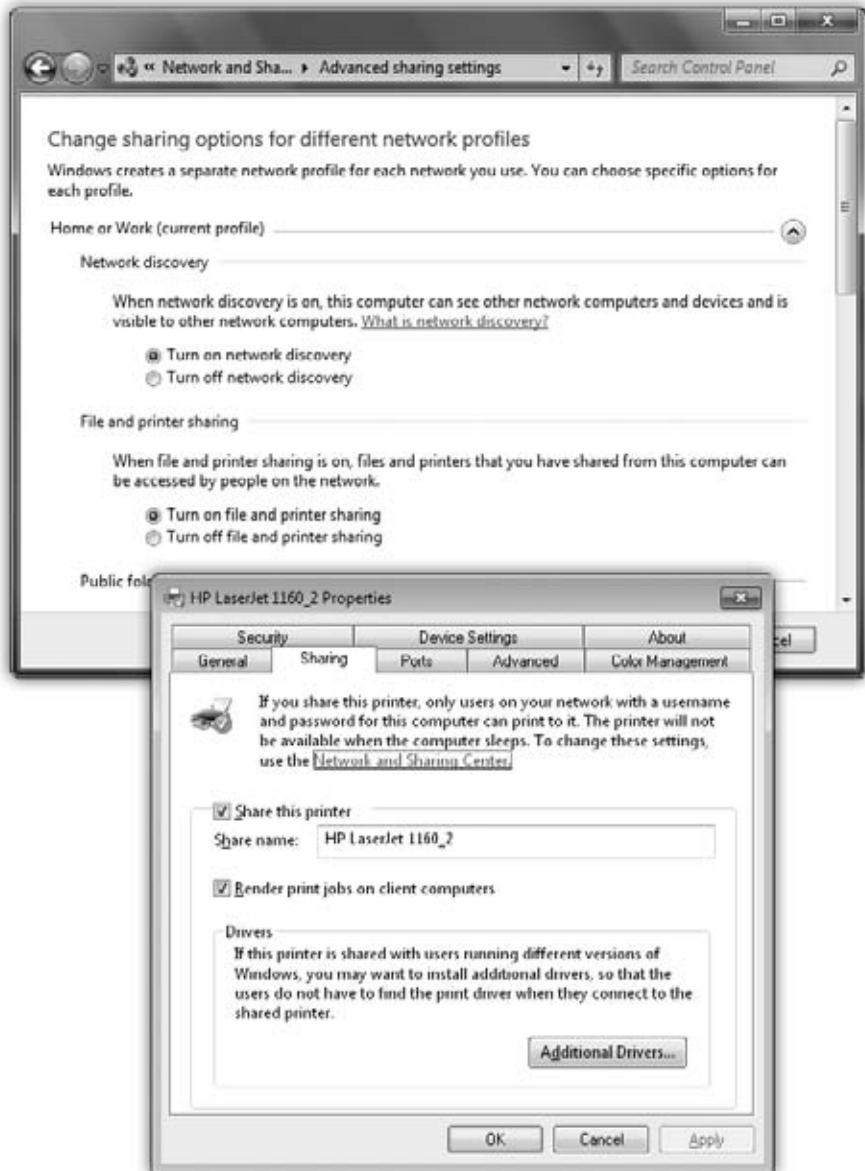 « Network and Sha... ▸ Advanced sharing settings
Search Control Panel
Change sharing options for different network profiles
Windows creates a separate network profile for each network you use. You can choose specific options for
each profile.
Home or Work (current profile)
Network discovery
When network discovery is on, this computer can see other network computers and devices and is
visible to other network computers. What is network discovery?
Turn on network discovery
Turn off network discovery
File and printer sharing
When file and printer sharing is on, files and printers that you have shared from this computer can
be accessed by people on the network.
Turn on file and printer sharing
Turn off file and printer sharing
Public
HP LaserJet 1160_2 Properties
Security Device Settings About
General Sharing Ports Advanced Color Management
If you share this printer, only users on your network with a username
and password for this computer can print to it. The printer will not
be available when the computer sleeps. To change these settings,
use the Network and Sharing Center.
Share this printer
Share name: HP LaserJet 1160_2
Render print jobs on client computers
Drivers
If this printer is shared with users running different versions of
Windows, you may want to install additional drivers, so that the
users do not have to find the print driver when they connect to the
shared printer.
Additional Drivers...
OK Cancel Apply